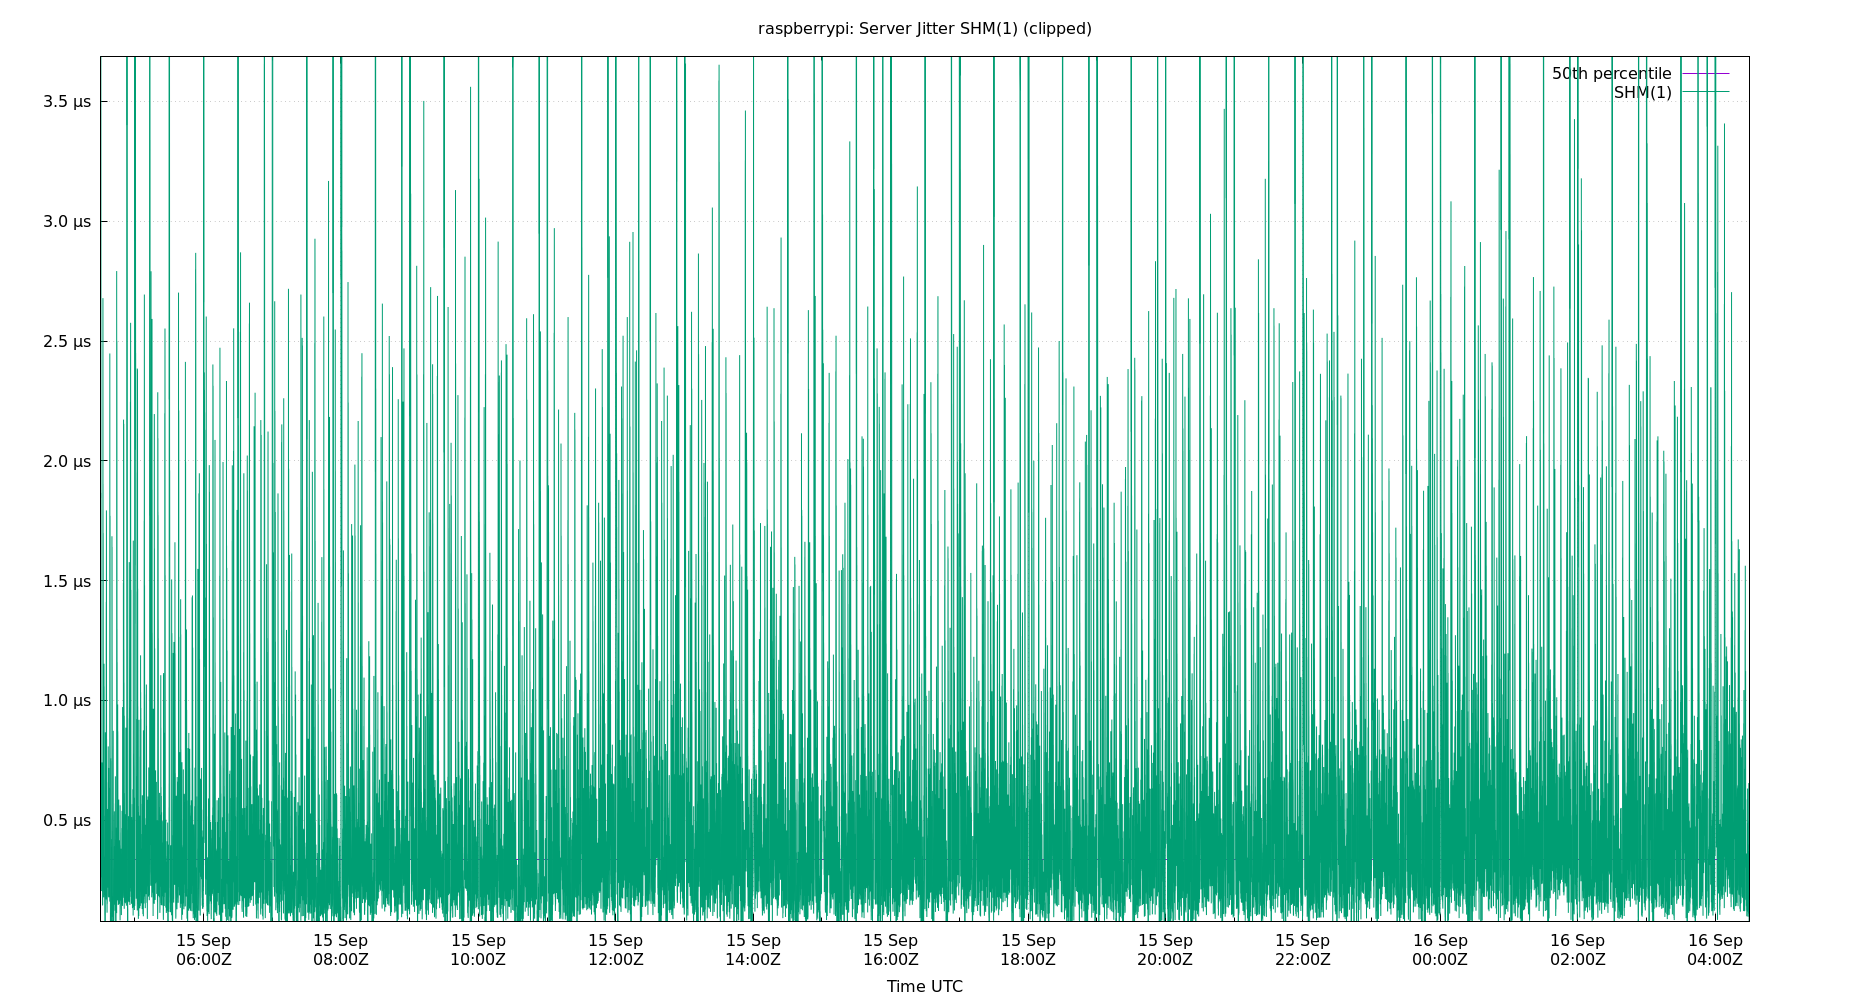 raspberrypi: Server Jitter SHM(1) (clipped)
50th percentile
SHM(1)
3.5 µs
3.0 µs
2.5 µs
2.0 µs
1.5 µs
1.0 µs
0.5 µs
15 Sep 15 Sep 15 Sep 15 Sep 15 Sep 15 Sep 15 Sep 15 Sep 15 Sep 16 Sep 16 Sep 16 Sep
06:00Z 08:00Z 10:00Z 12:00Z 14:00Z 16:00Z 18:00Z 20:00Z 22:00Z 00:00Z 02:00Z 04:00Z
Time UTC